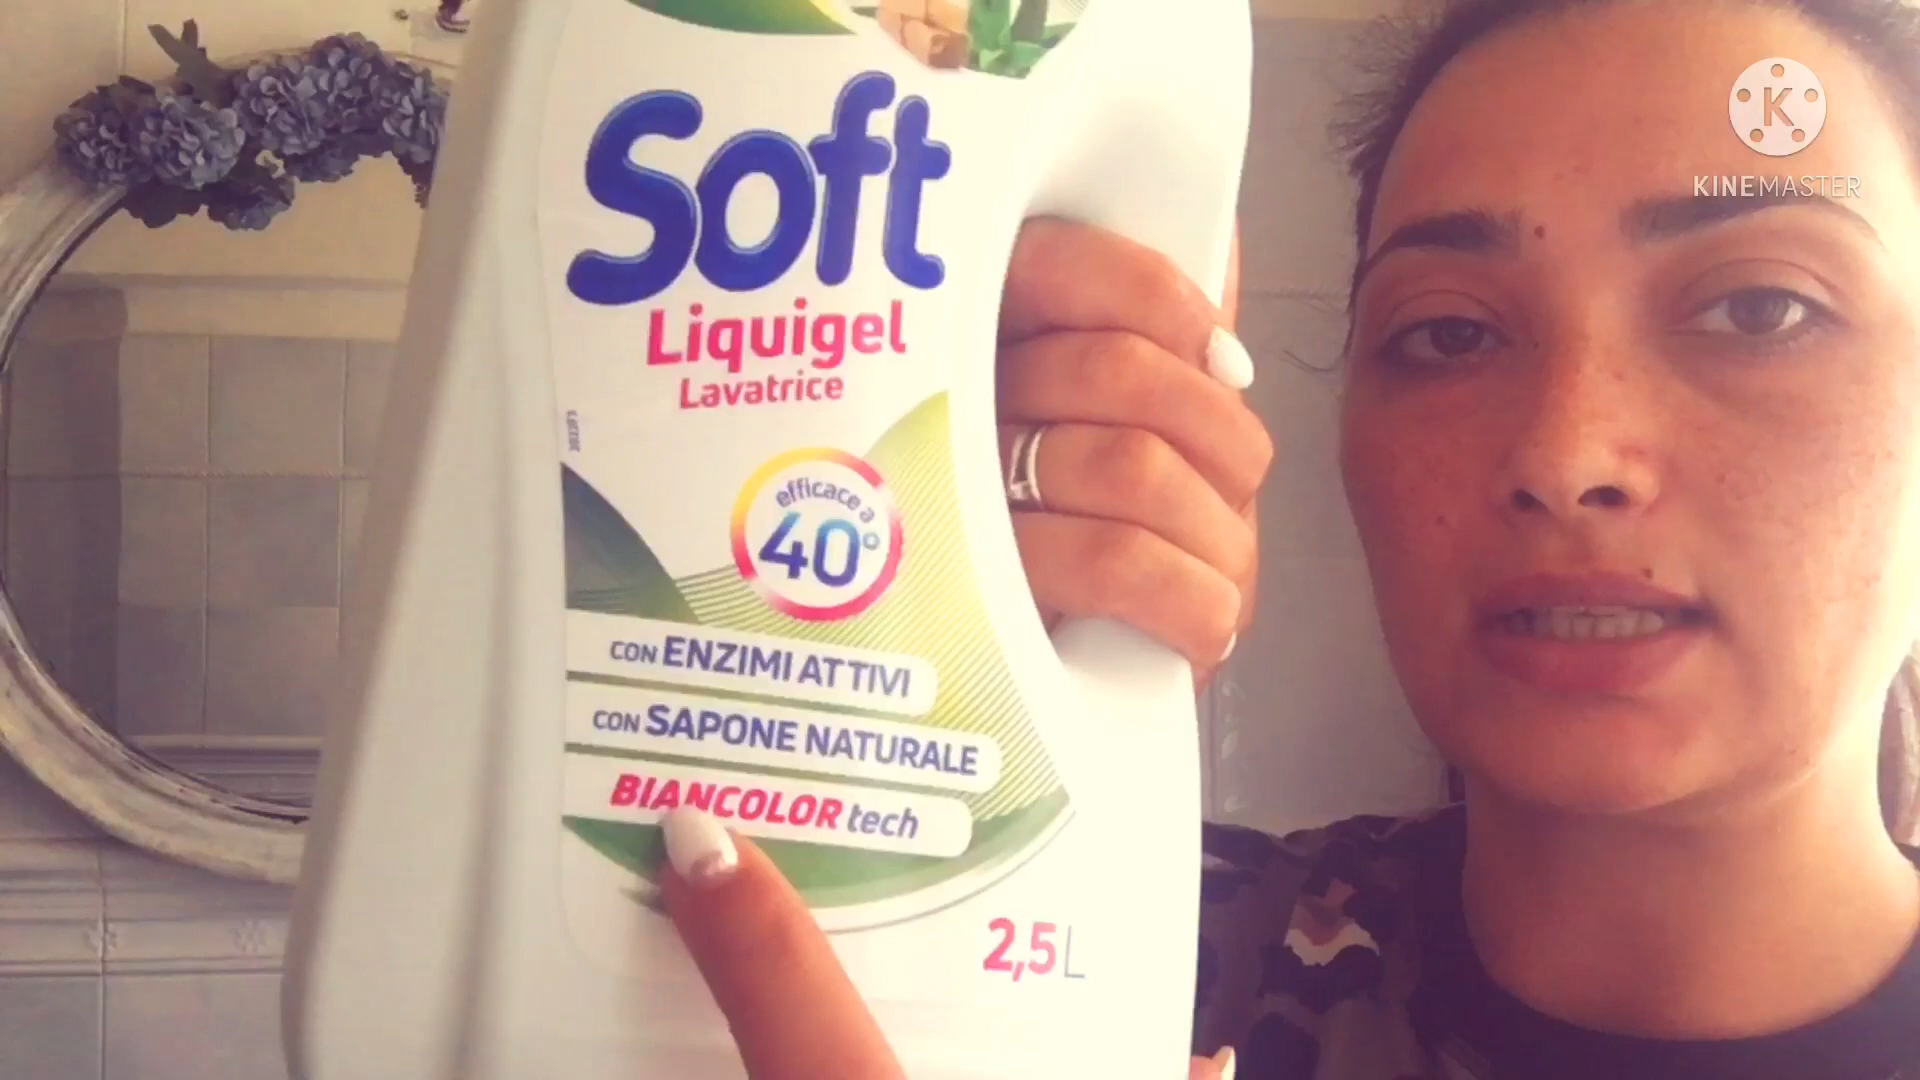 Soft
Liquigel
Lavatrice
efficace a
40°
CON ENZIMI ATTIVI
CON SAPONE NATURALE
BIANCOLOR tech
2,5L
K
KINEMASTER